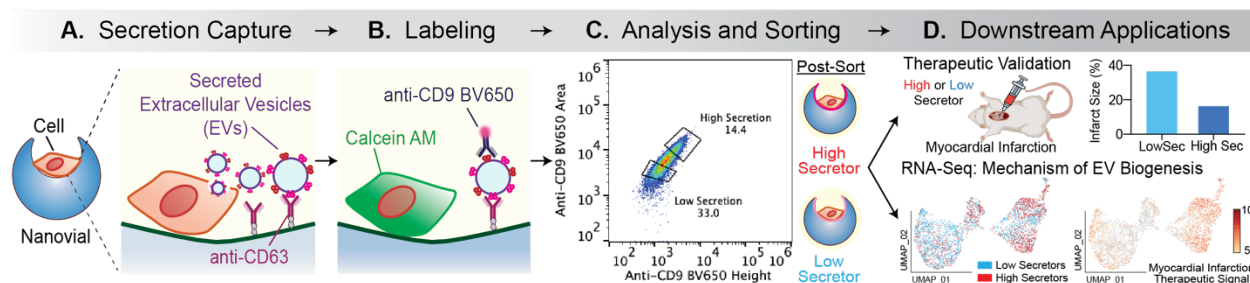 A. Secretion Capture → B. Labeling → C. Analysis and Sorting → D. Downstream Applications
Cell
Nanovial
Secreted
Extracellular Vesicles
(EVs)
anti-CD63
anti-CD9 BV650
Calcein AM
Anti-CD9 BV650 Area
10^6
10^5
10^4
10^3
10^2
High Secretion
14.4
Low Secretion
33.0
10^1 10^2 10^3 10^4 10^5 10^6
Anti-CD9 BV650 Height
Post-Sort
High
Secretor
Low
Secretor
Therapeutic Validation
High or Low
Secretor
Myocardial Infarction
Infarct Size (%)
40
20
0
LowSec High Sec
RNA-Seq: Mechanism of EV Biogenesis
UMAP_02
UMAP_01
Low Secretors
High Secretors
UMAP_02
UMAP_01
10
5
Myocardial Infarction
Therapeutic Signal